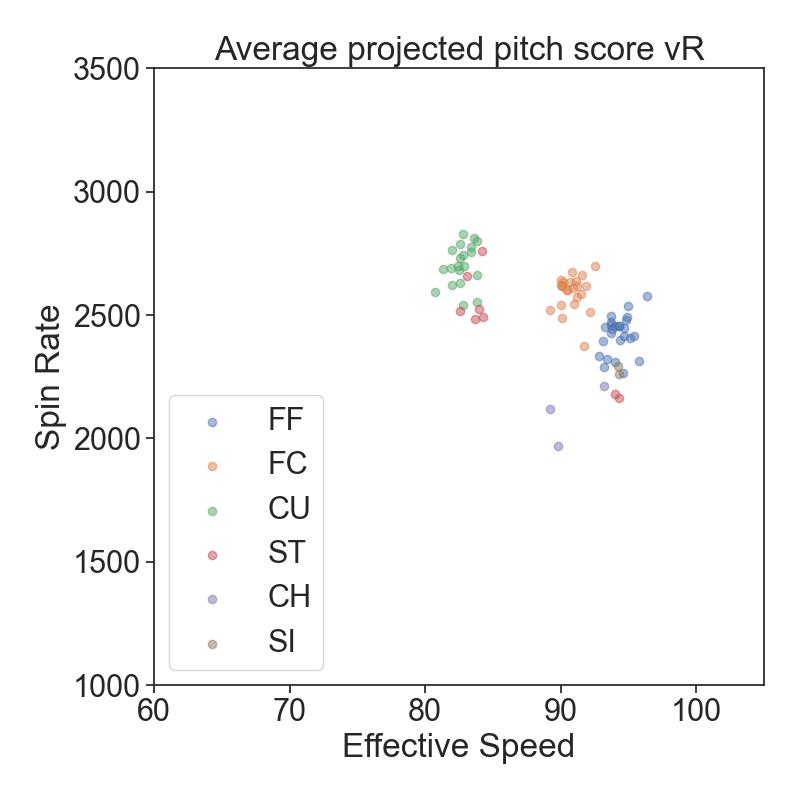 Average projected pitch score vR
3500
3000
2500
2000
1500
1000
Spin Rate
FF
FC
CU
ST
CH
SI
60 70 80 90 100
Effective Speed